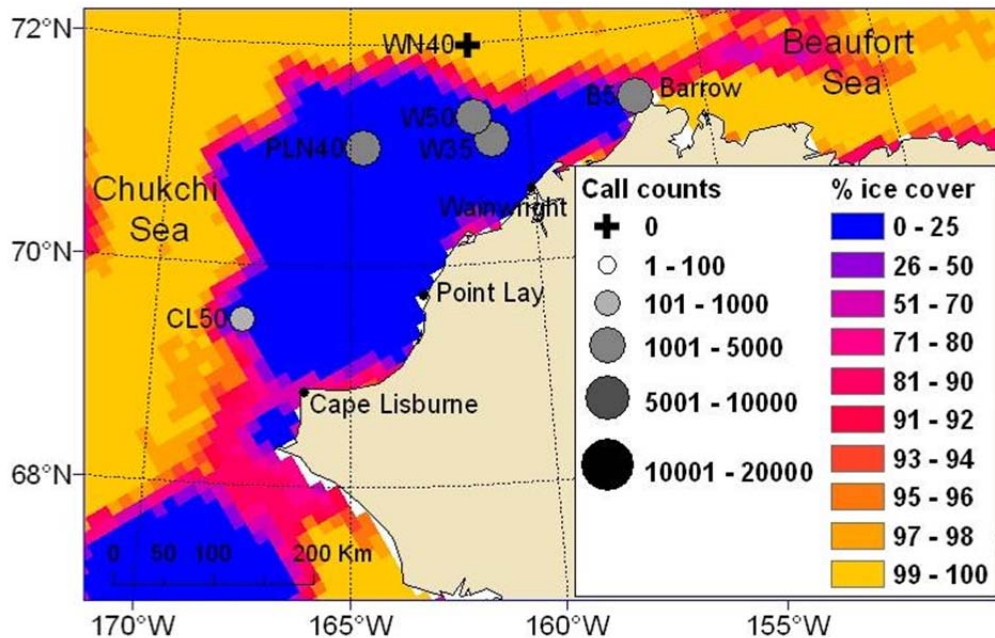 72°N
70°N
68°N
170°W
165°W
160°W
155°W
WN40
Beaufort
Sea
B5
Barrow
W50
W35
PLN40
Chukchi
Sea
Wainwright
Point Lay
CL50
Cape Lisburne
0 50 100 200 Km
Call counts
0
1 - 100
101 - 1000
1001 - 5000
5001 - 10000
10001 - 20000
% ice cover
0 - 25
26 - 50
51 - 70
71 - 80
81 - 90
91 - 92
93 - 94
95 - 96
97 - 98
99 - 100